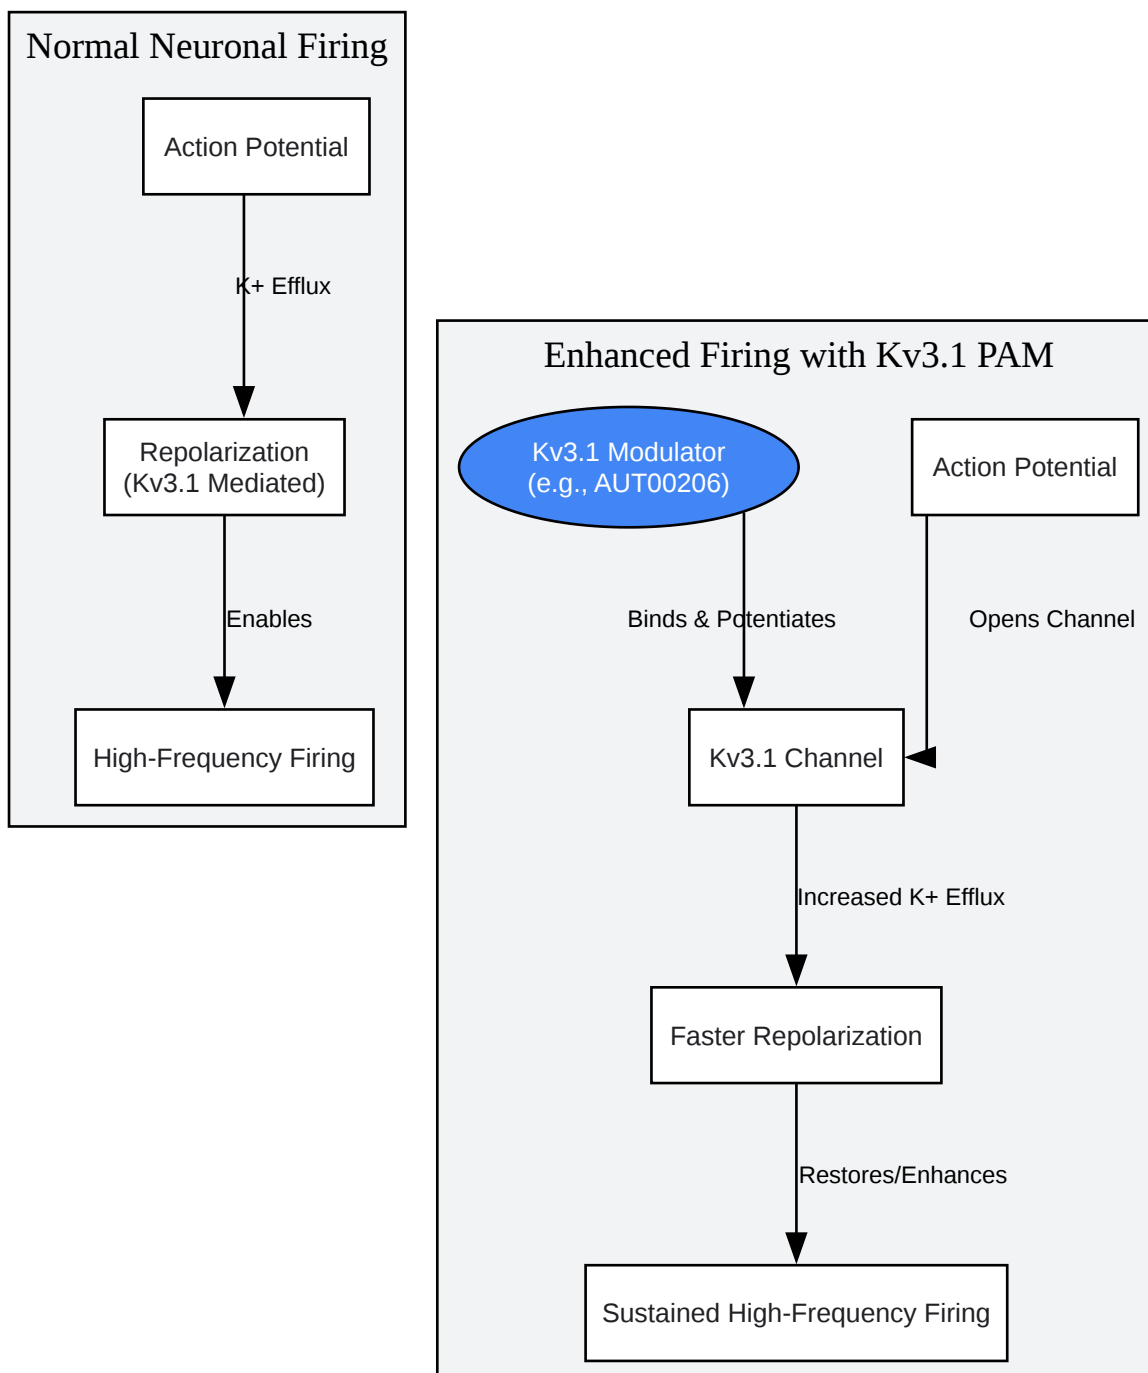 Normal Neuronal Firing
Action Potential
K+ Efflux
Repolarization
(Kv3.1 Mediated)
Enables
High-Frequency Firing
Enhanced Firing with Kv3.1 PAM
Kv3.1 Modulator
(e.g., AUT00206)
Action Potential
Binds & Potentiates
Opens Channel
Kv3.1 Channel
Increased K+ Efflux
Faster Repolarization
Restores/Enhances
Sustained High-Frequency Firing